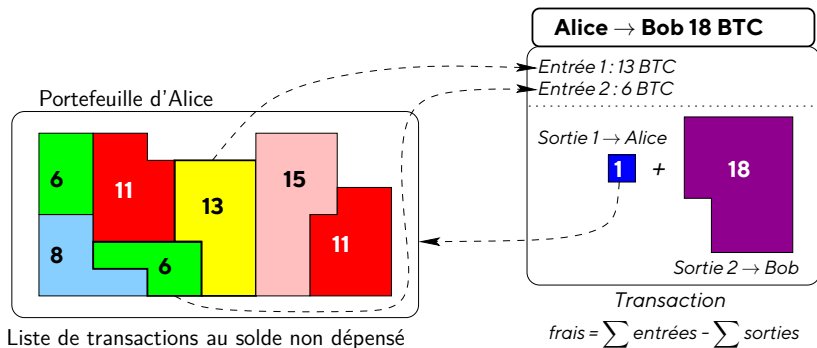 Alice → Bob 18 BTC
Entrée 1 : 13 BTC
Entrée 2 : 6 BTC
Portefeuille d'Alice
Sortie 1 → Alice
6
11
13
15
1
+
18
8
6
11
Sortie 2 → Bob
Transaction
Liste de transactions au solde non dépensé
frais = ∑ entrées - ∑ sorties